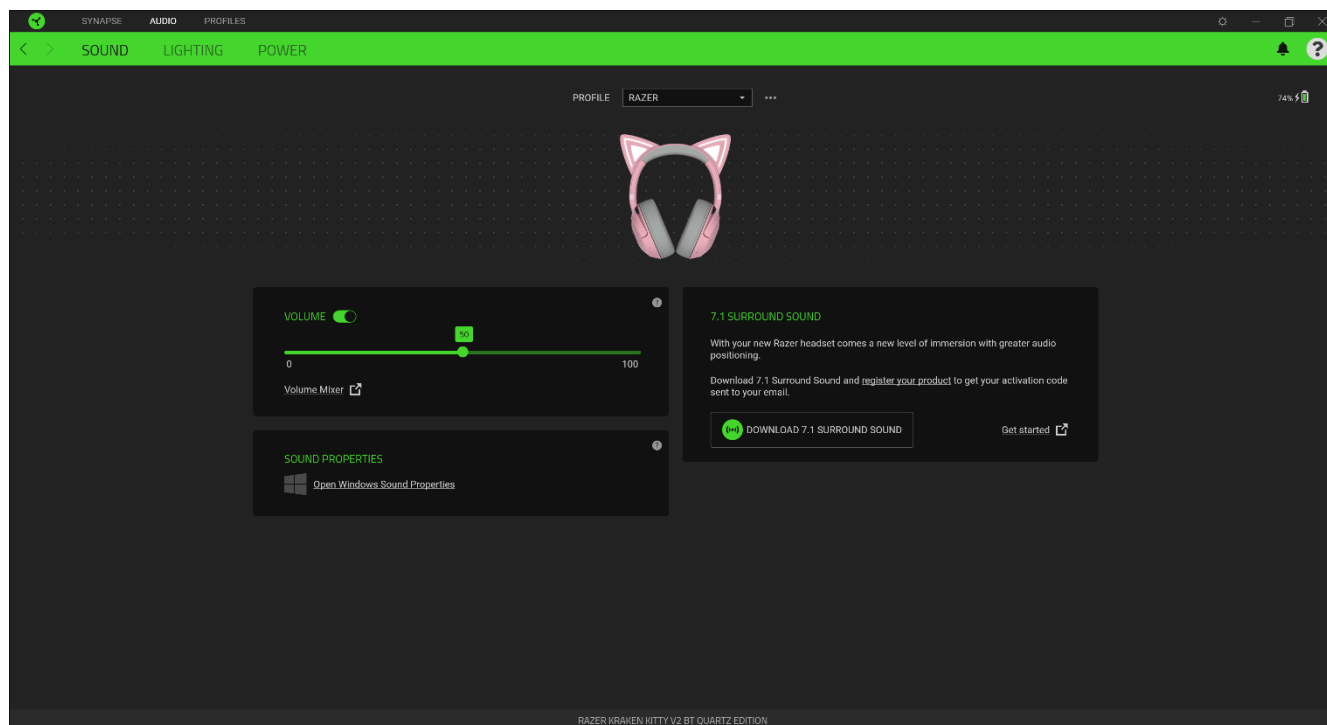 SYNAPSE AUDIO PROFILES
SOUND LIGHTING POWER
?
PROFILE RAZER
74%
VOLUME
?
50
0 100
Volume Mixer
SOUND PROPERTIES
?
Open Windows Sound Properties
7.1 SURROUND SOUND
With your new Razer headset comes a new level of immersion with greater audio
positioning.
Download 7.1 Surround Sound and register your product to get your activation code
sent to your email.
DOWNLOAD 7.1 SURROUND SOUND Get started
RAZER KRAKEN KITTY V2 BT QUARTZ EDITION